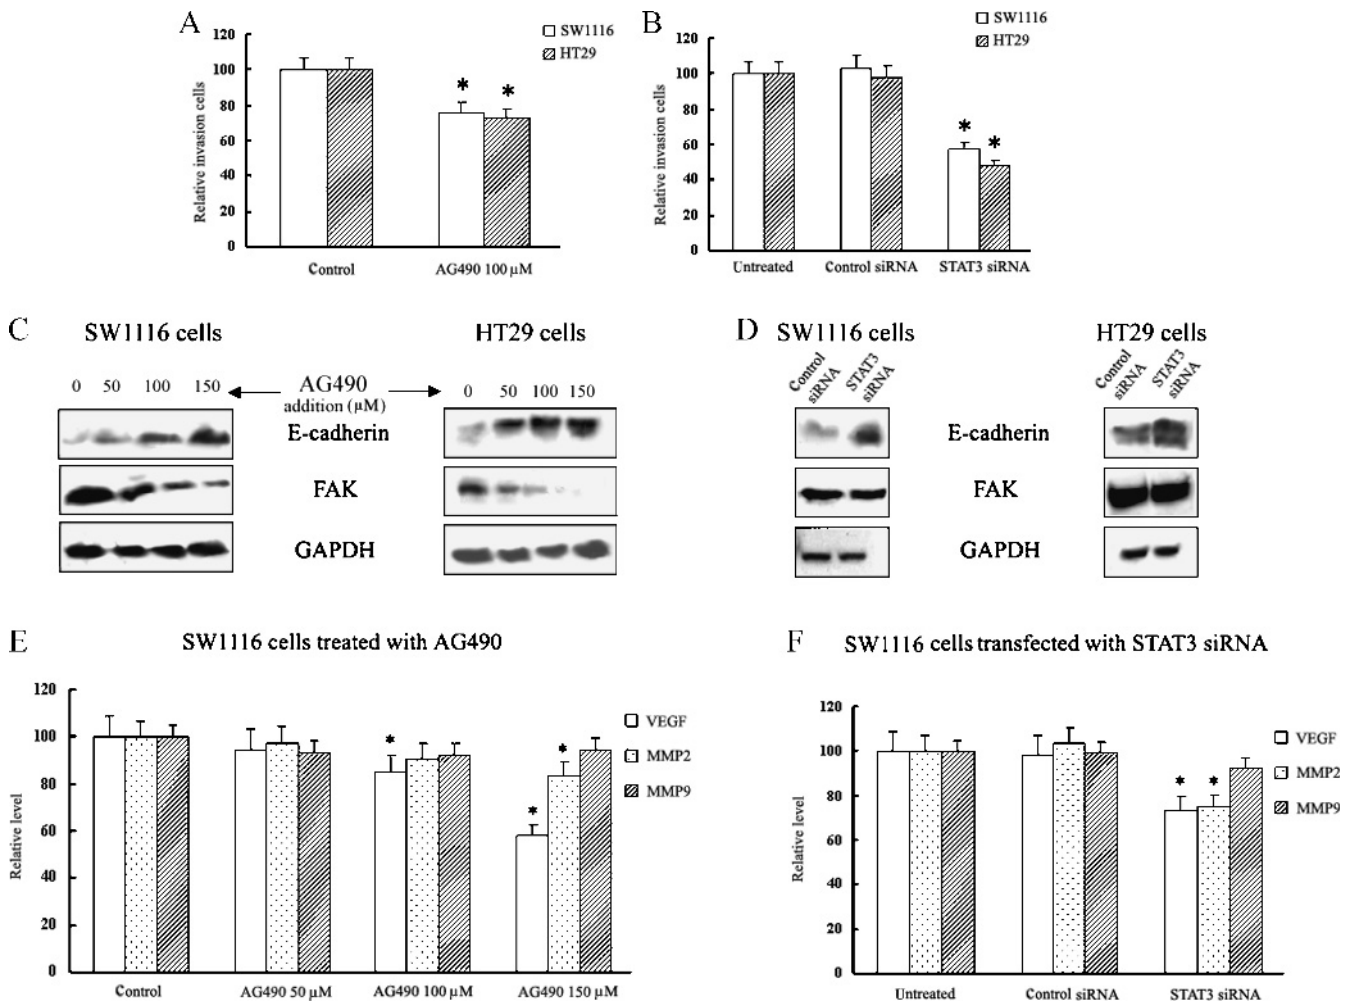 A
SW1116
HT29
Relative invasion cells
120
100
80
60
40
20
0
Control
AG490 100 µM
*
*
B
SW1116
HT29
Relative invasion cells
120
100
80
60
40
20
0
Untreated
Control siRNA
STAT3 siRNA
*
*
C
SW1116 cells
HT29 cells
0 50 100 150
AG490
addition (µM)
0 50 100 150
E-cadherin
FAK
GAPDH
D
SW1116 cells
HT29 cells
Control siRNA
STAT3 siRNA
Control siRNA
STAT3 siRNA
E-cadherin
FAK
GAPDH
E
SW1116 cells treated with AG490
VEGF
MMP2
MMP9
Relative level
120
100
80
60
40
20
0
Control
AG490 50 µM
AG490 100 µM
AG490 150 µM
*
*
*
F
SW1116 cells transfected with STAT3 siRNA
VEGF
MMP2
MMP9
Relative level
120
100
80
60
40
20
0
Untreated
Control siRNA
STAT3 siRNA
*
*